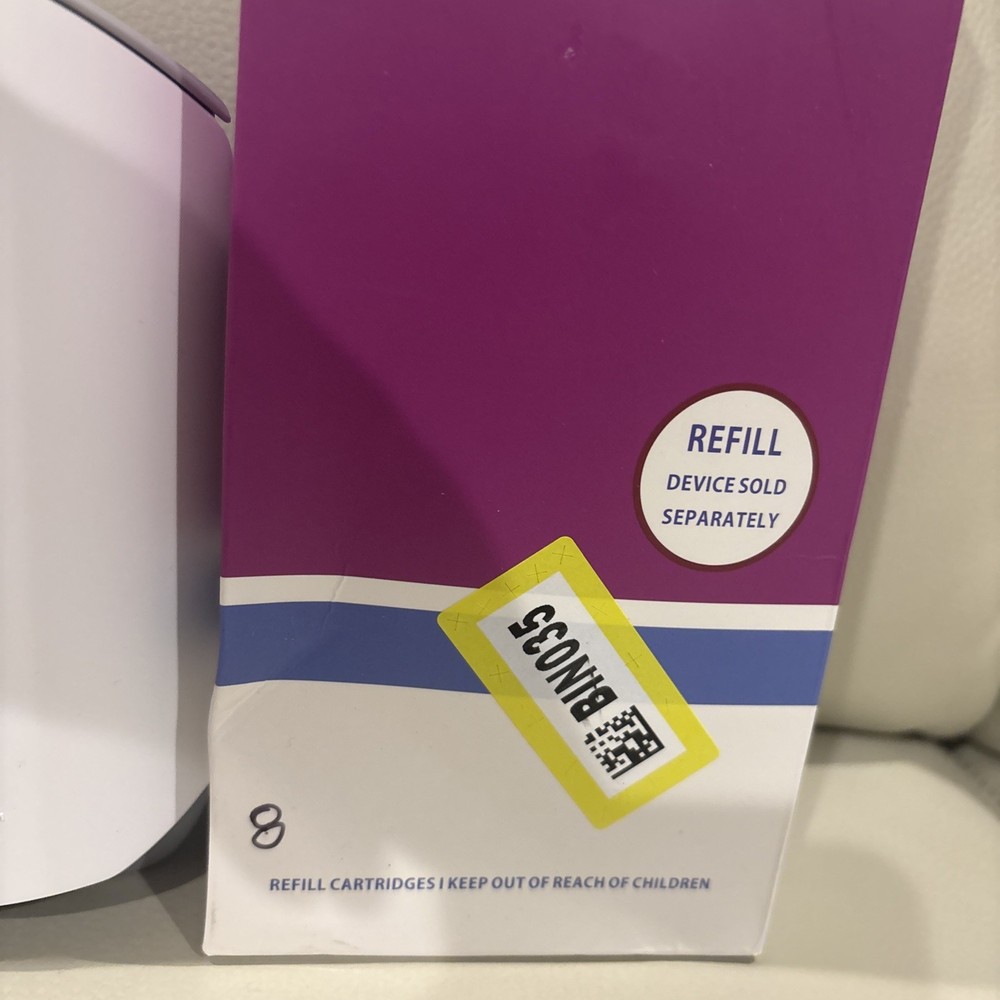 REFILL
DEVICE SOLD
SEPARATELY
BIN035
8
REFILL CARTRIDGES I KEEP OUT OF REACH OF CHILDREN